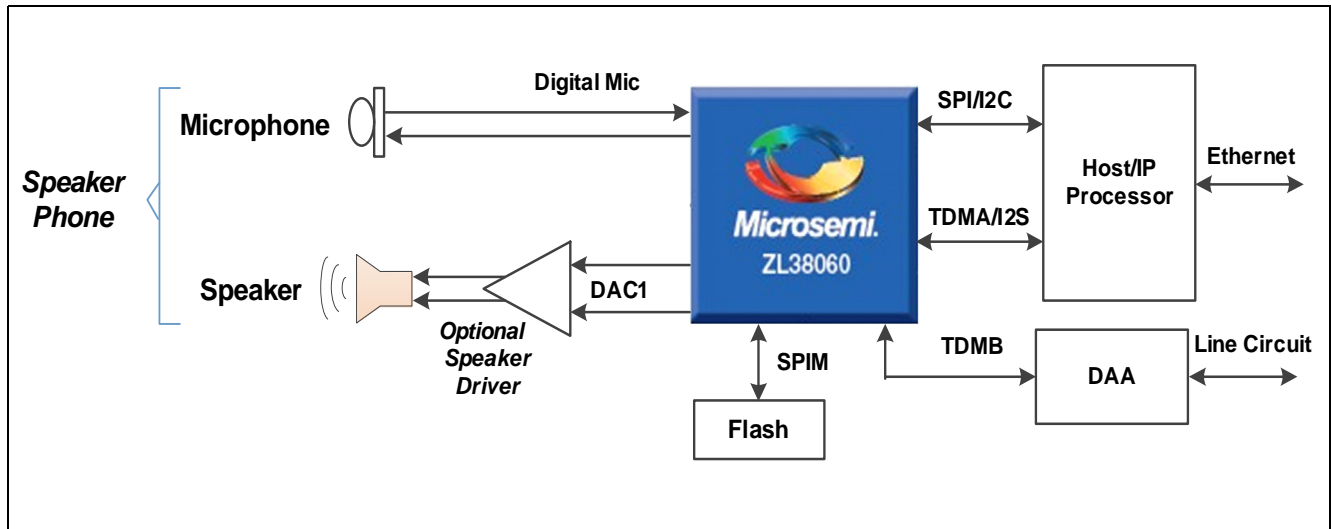 Speaker
Phone
Microphone
Speaker
Digital Mic
DAC1
Optional
Speaker
Driver
Microsemi.
ZL38060
SPIM
Flash
SPI/I2C
TDMA/I2S
Host/IP
Processor
Ethernet
TDMB
DAA
Line Circuit